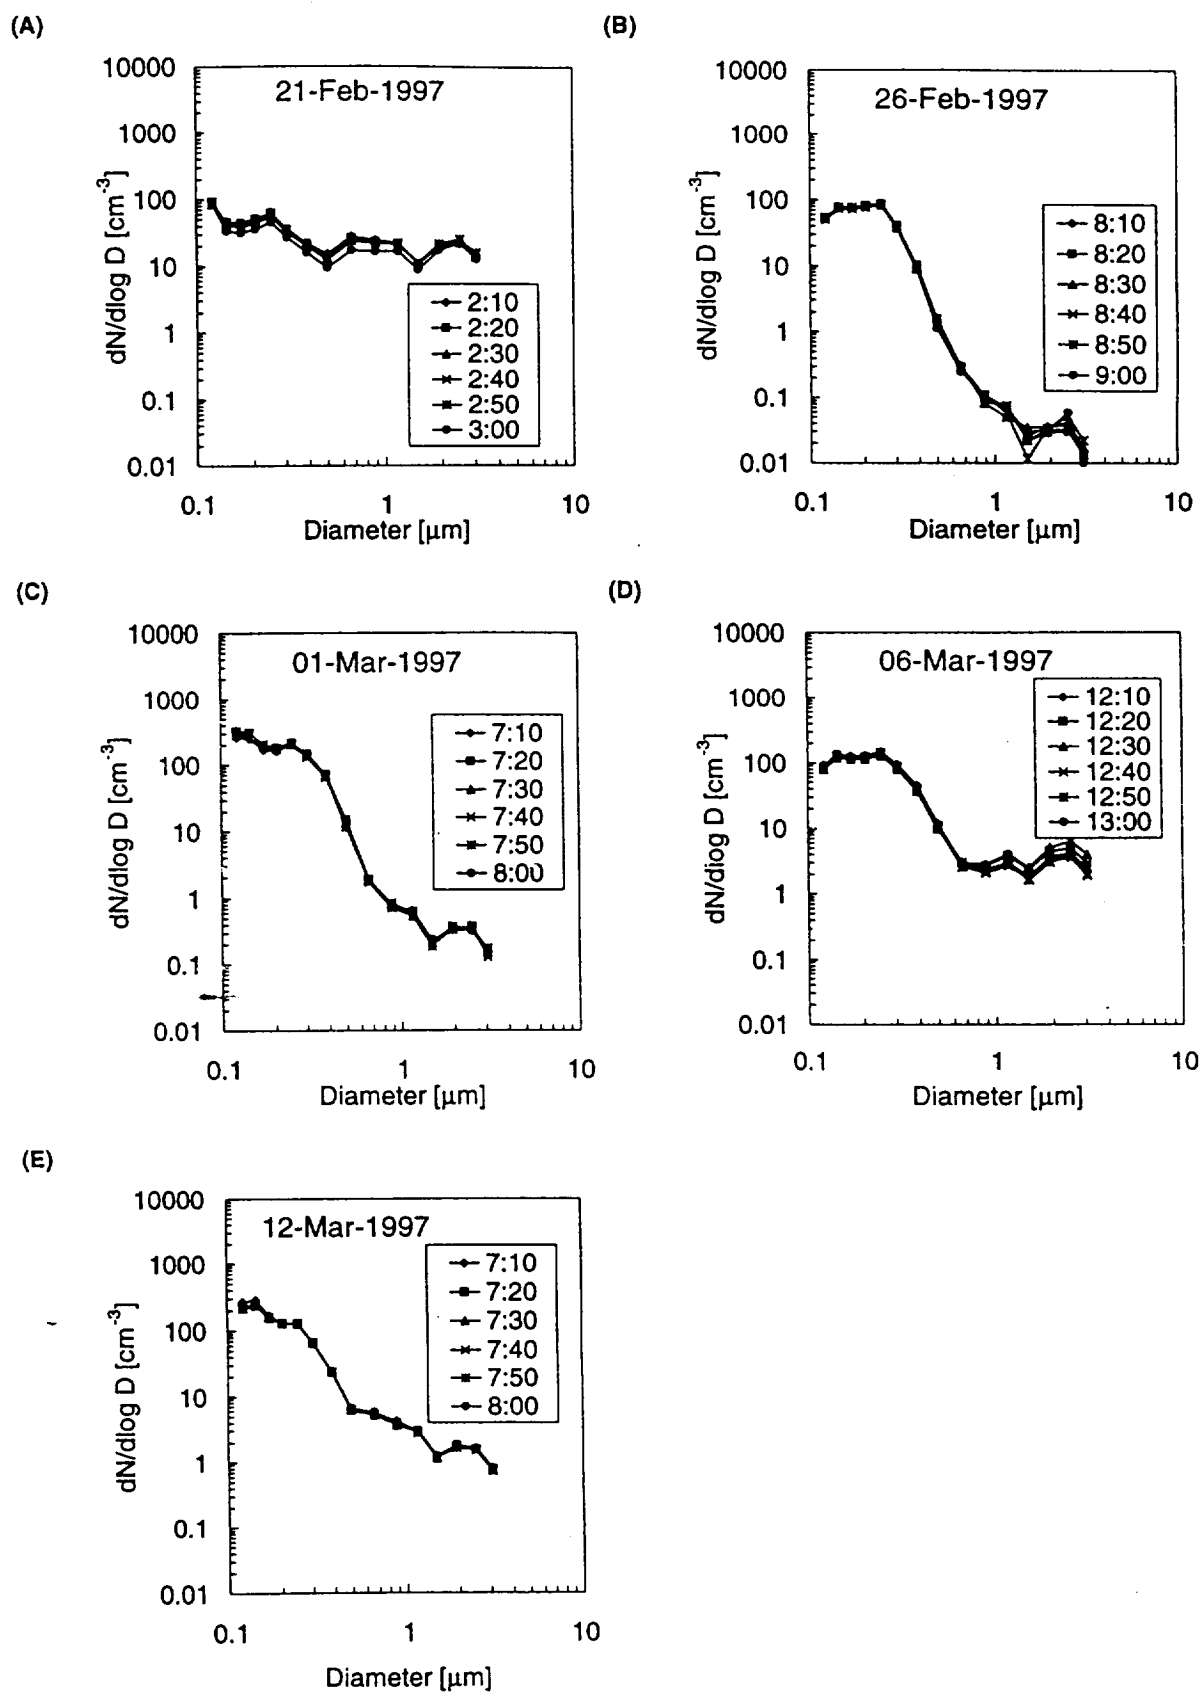 (A)
21-Feb-1997
10000
1000
100
10
1
0.1
0.01
dN/dlog D [cm⁻³]
2:10
2:20
2:30
2:40
2:50
3:00
0.1 1 10
Diameter [µm]
(B)
26-Feb-1997
10000
1000
100
10
1
0.1
0.01
dN/dlog D [cm⁻³]
8:10
8:20
8:30
8:40
8:50
9:00
0.1 1 10
Diameter [µm]
(C)
01-Mar-1997
10000
1000
100
10
1
0.1
0.01
dN/dlog D [cm⁻³]
7:10
7:20
7:30
7:40
7:50
8:00
0.1 1 10
Diameter [µm]
(D)
06-Mar-1997
10000
1000
100
10
1
0.1
0.01
dN/dlog D [cm⁻³]
12:10
12:20
12:30
12:40
12:50
13:00
0.1 1 10
Diameter [µm]
(E)
12-Mar-1997
10000
1000
100
10
1
0.1
0.01
dN/dlog D [cm⁻³]
7:10
7:20
7:30
7:40
7:50
8:00
0.1 1 10
Diameter [µm]